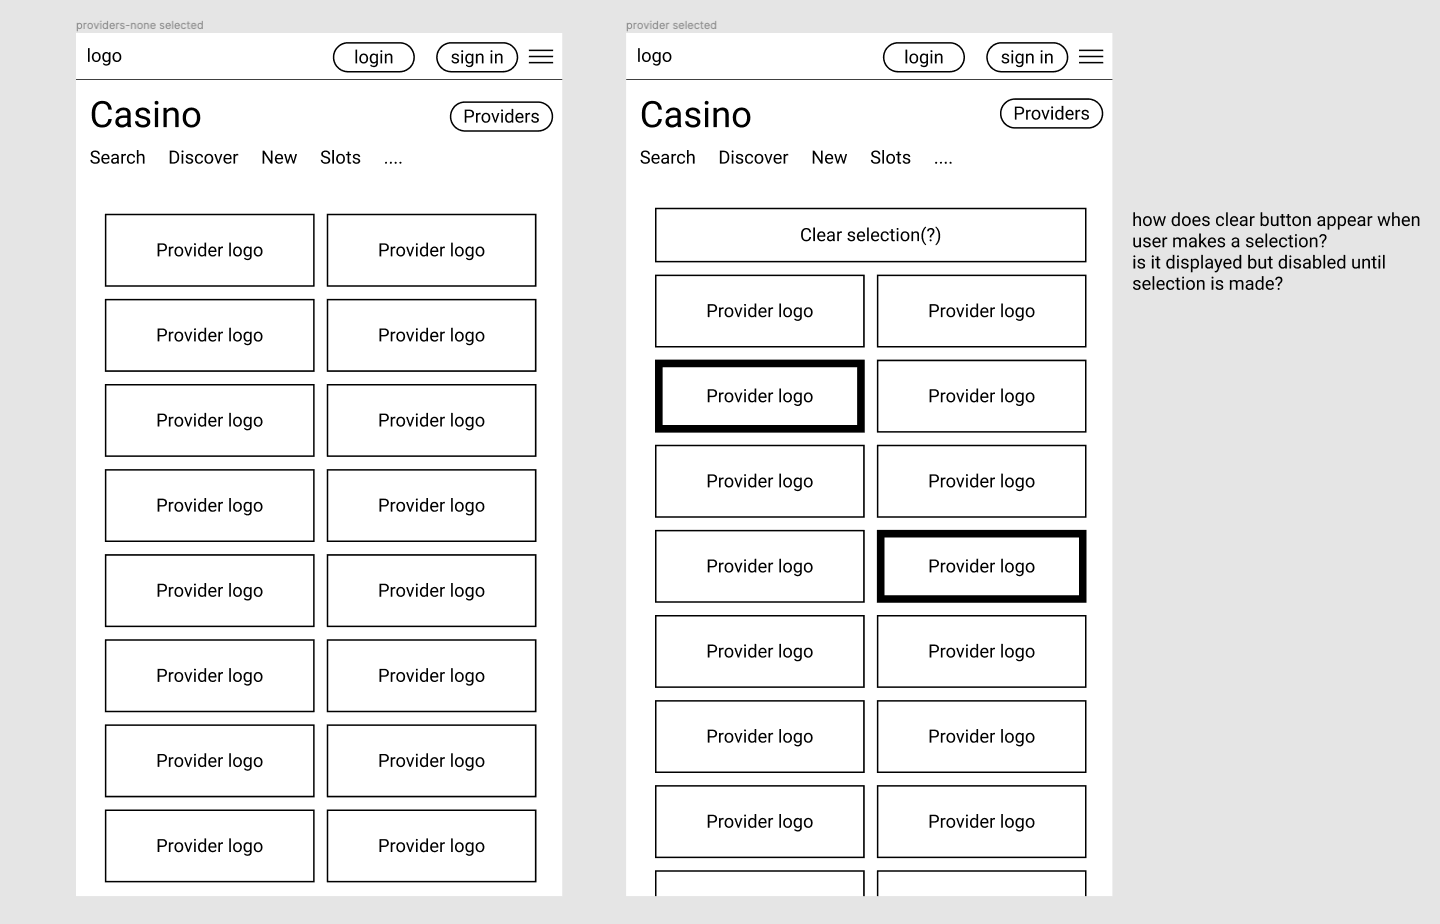 providers-none selected
logo
login
sign in
Casino
Providers
Search Discover New Slots ....
Provider logo Provider logo
Provider logo Provider logo
Provider logo Provider logo
Provider logo Provider logo
Provider logo Provider logo
Provider logo Provider logo
Provider logo Provider logo
Provider logo Provider logo
provider selected
logo
login
sign in
Casino
Providers
Search Discover New Slots ....
Clear selection(?)
Provider logo Provider logo
Provider logo Provider logo
Provider logo Provider logo
Provider logo Provider logo
Provider logo Provider logo
Provider logo Provider logo
Provider logo Provider logo
how does clear button appear when
user makes a selection?
is it displayed but disabled until
selection is made?